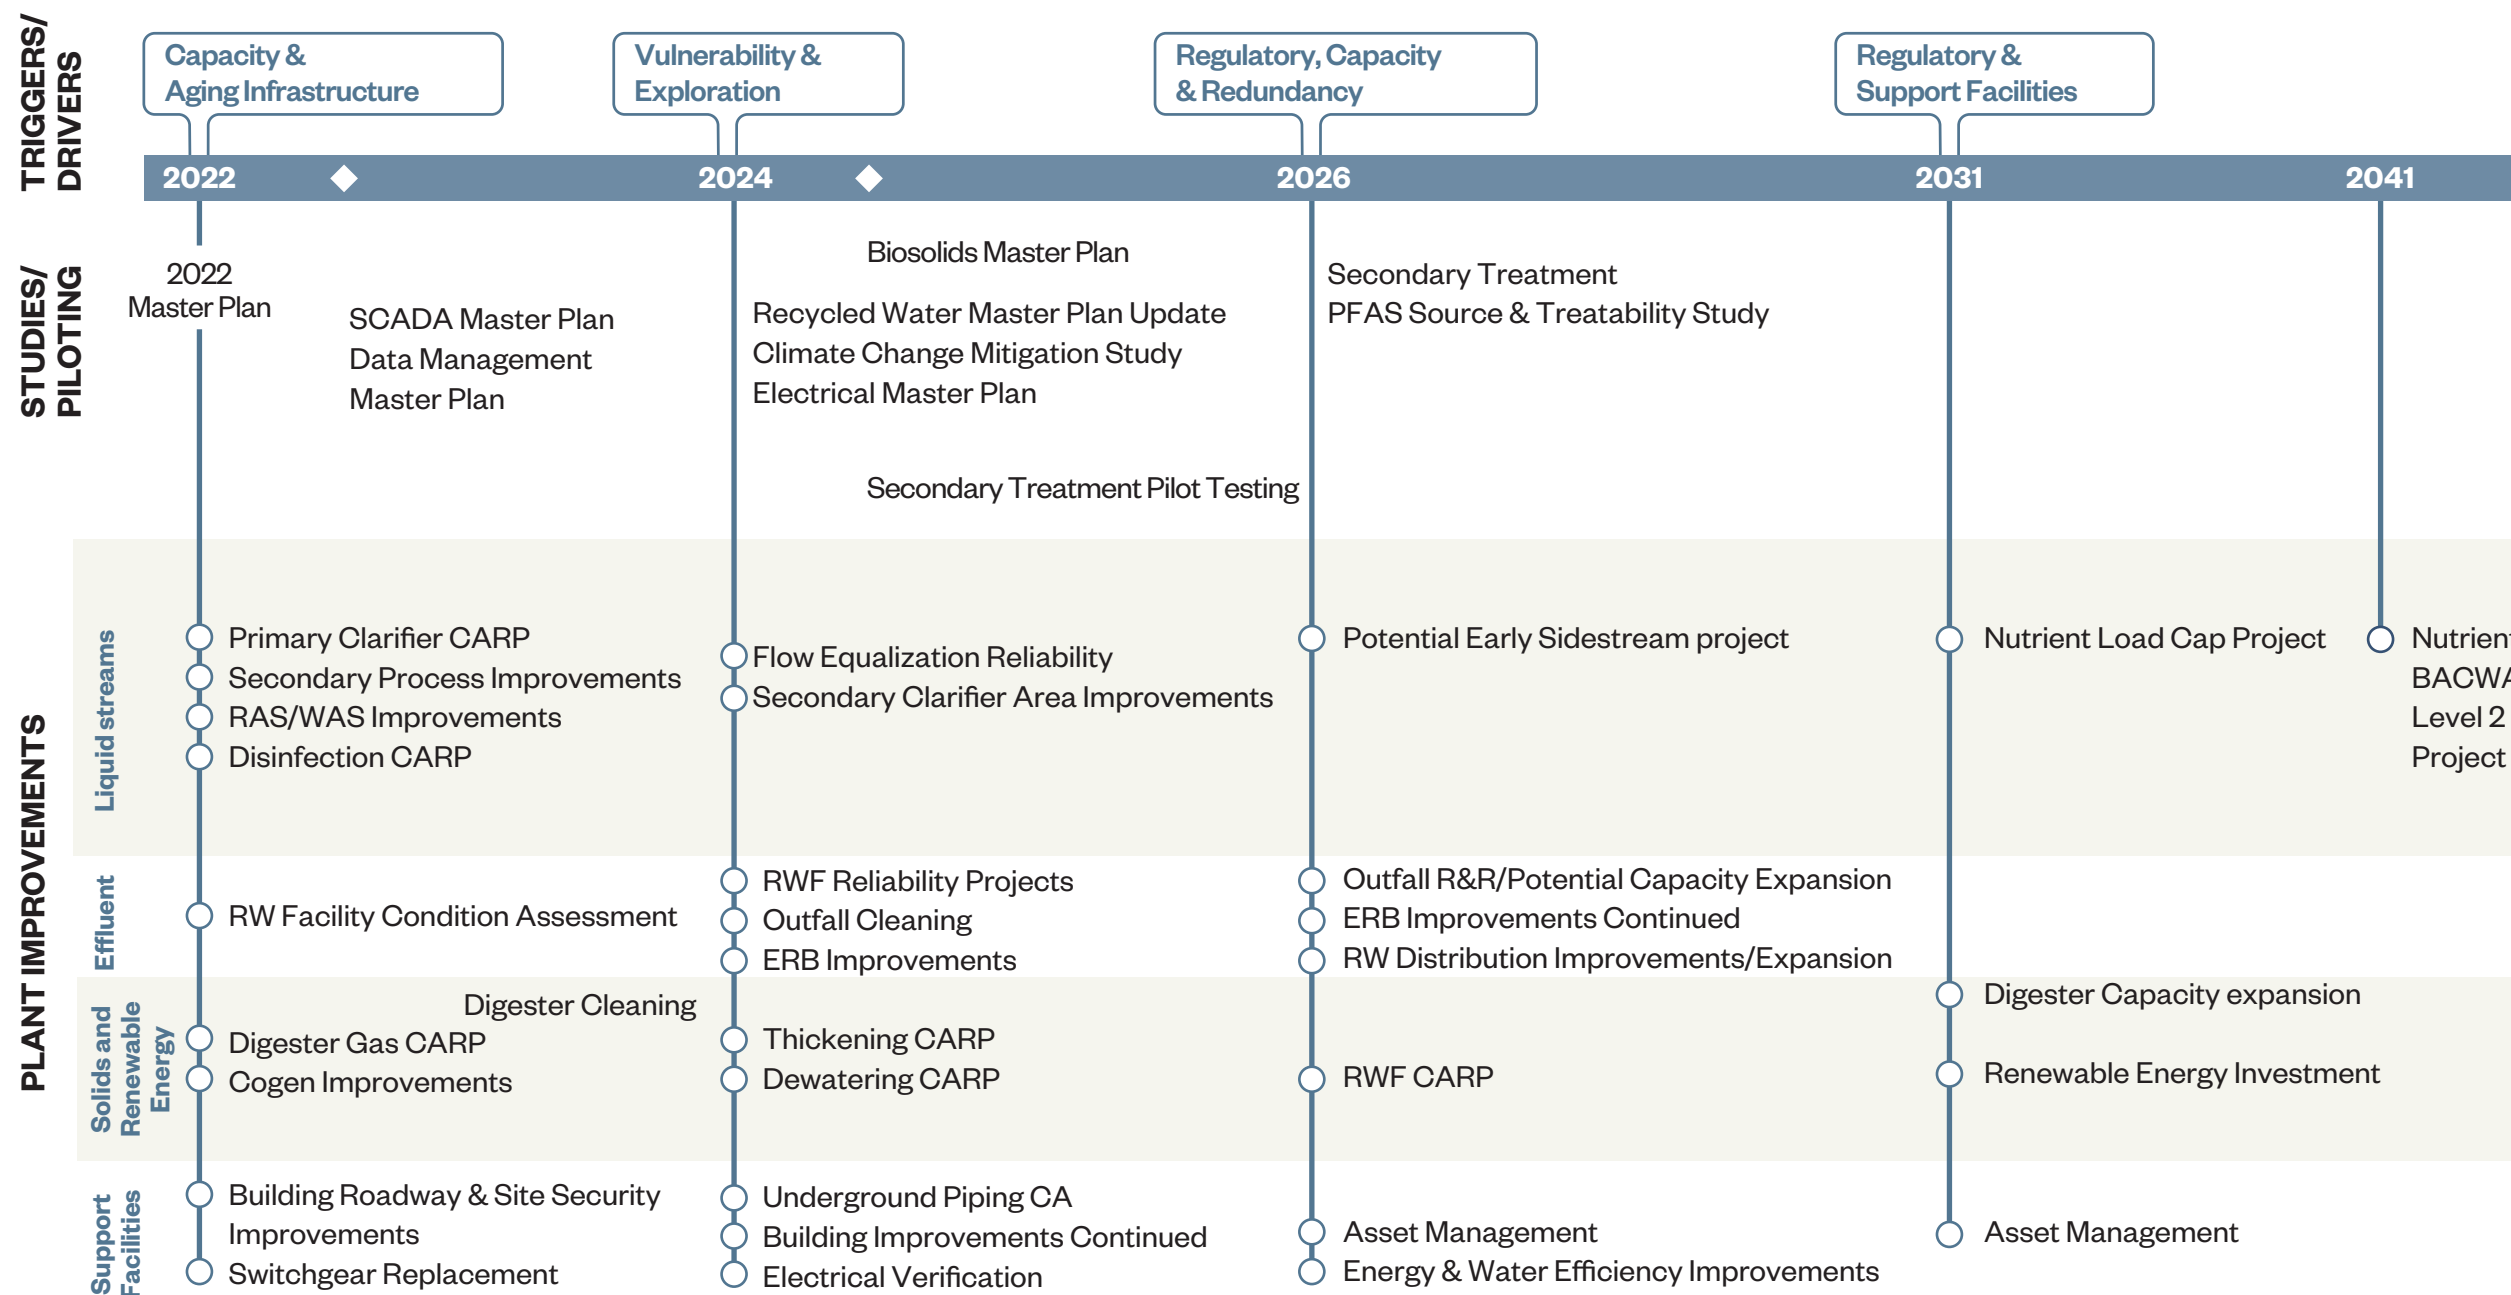 TRIGGERS/
DRIVERS
Capacity &
Aging Infrastructure
Vulnerability &
Exploration
Regulatory, Capacity
& Redundancy
Regulatory &
Support Facilities
2022
2024
2026
2031
2041
STUDIES/
PILOTING
2022
Master Plan
SCADA Master Plan
Data Management
Master Plan
Biosolids Master Plan
Recycled Water Master Plan Update
Climate Change Mitigation Study
Electrical Master Plan
Secondary Treatment Pilot Testing
Secondary Treatment
PFAS Source & Treatability Study
PLANT IMPROVEMENTS
Liquid streams
Primary Clarifier CARP
Secondary Process Improvements
RAS/WAS Improvements
Disinfection CARP
Flow Equalization Reliability
Secondary Clarifier Area Improvements
Potential Early Sidestream project
Nutrient Load Cap Project
Nutrient
BACWA
Level 2
Project
Effluent
RW Facility Condition Assessment
RWF Reliability Projects
Outfall Cleaning
ERB Improvements
Outfall R&R/Potential Capacity Expansion
ERB Improvements Continued
RW Distribution Improvements/Expansion
Solids and
Renewable
Energy
Digester Cleaning
Digester Gas CARP
Cogen Improvements
Thickening CARP
Dewatering CARP
RWF CARP
Digester Capacity expansion
Renewable Energy Investment
Support
Facilities
Building Roadway & Site Security
Improvements
Switchgear Replacement
Underground Piping CA
Building Improvements Continued
Electrical Verification
Asset Management
Energy & Water Efficiency Improvements
Asset Management